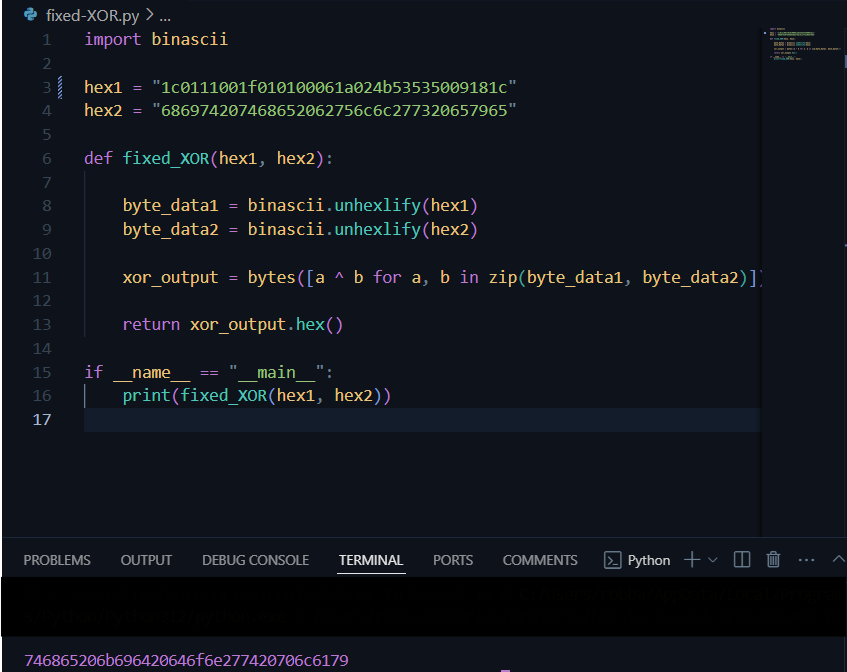 fixed-XOR.py > ...
1 import binascii
2
3 hex1 = "1c0111001f010100061a024b53535009181c"
4 hex2 = "686974207468652062756c6c277320657965"
5
6 def fixed_XOR(hex1, hex2):
7
8 byte_data1 = binascii.unhexlify(hex1)
9 byte_data2 = binascii.unhexlify(hex2)
10
11 xor_output = bytes([a ^ b for a, b in zip(byte_data1, byte_data2)])
12
13 return xor_output.hex()
14
15 if __name__ == "__main__":
16 print(fixed_XOR(hex1, hex2))
17
PROBLEMS OUTPUT DEBUG CONSOLE TERMINAL PORTS COMMENTS Python
746865206b696420646f6e277420706c6179